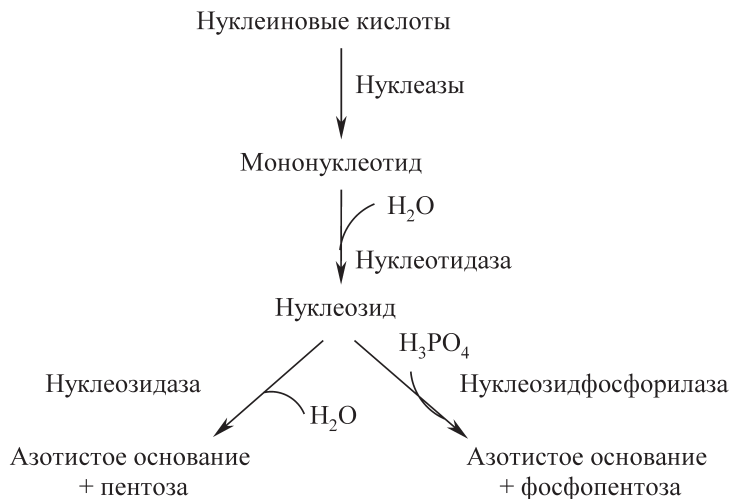 Нуклеиновые кислоты
Нуклеазы
Мононуклеотид
H₂O
Нуклеотидаза
Нуклеозид
H₃PO₄
Нуклеозидаза
Нуклеозидфосфорилаза
H₂O
Азотистое основание
+ пентоза
Азотистое основание
+ фосфопентоза